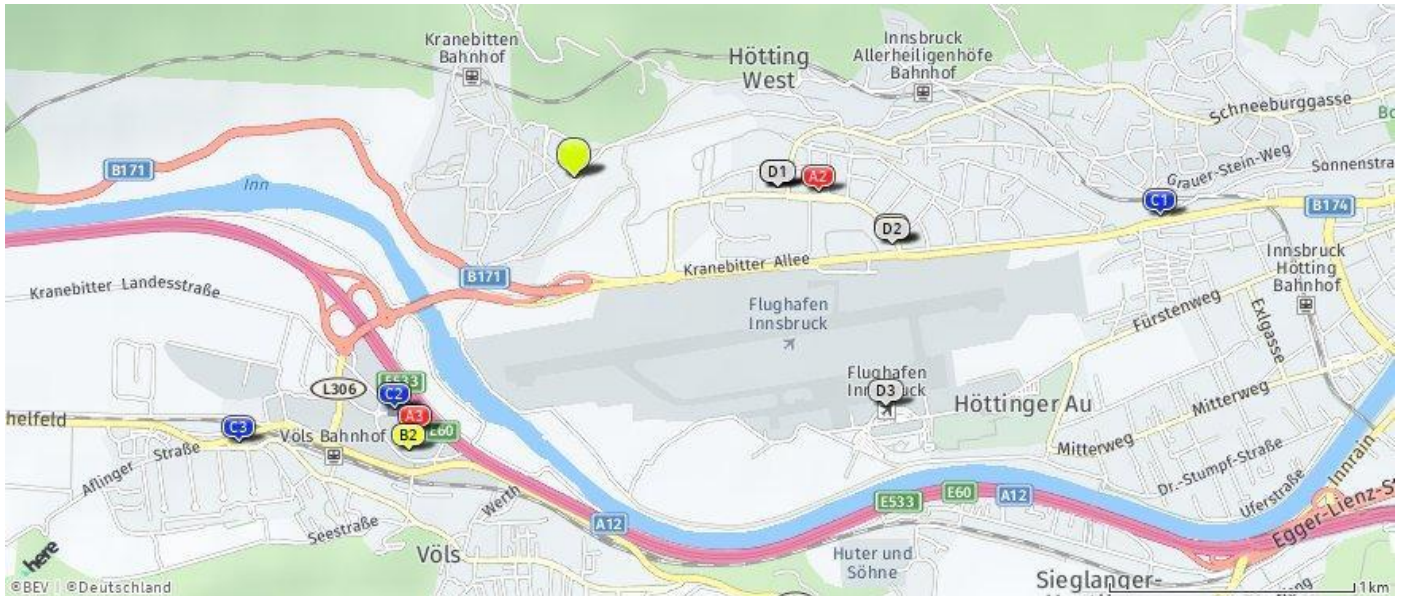 Kranebitten
Bahnhof
Hötting
West
Innsbruck
Allerheiligenhöfe
Bahnhof
Schneeburggasse
B171
Inn
D1
A2
Grauer-Stein-Weg
Sonnenstra
C1
B174
D2
Innsbruck
Hötting
Bahnhof
B171
Kranebitter Allee
Kranebitter Landesstraße
Flughafen
Innsbruck
Fürstenweg
Exlgasse
L306
E533
C2
A3
B2
E60
Flughafen
Inn uck
D3
Höttinger Au
Mitterweg
helfeld
C3
Völs Bahnhof
Aflinger Straße
Mitterweg
Dr.-Stumpf-Straße
Innrain
Uferstraße
Werth
Seestraße
A12
E533
E60
A12
Egger-Lienz-S
Völs
Huter und
Söhne
here
Sieglanger-
1km
©BEV | ©Deutschland